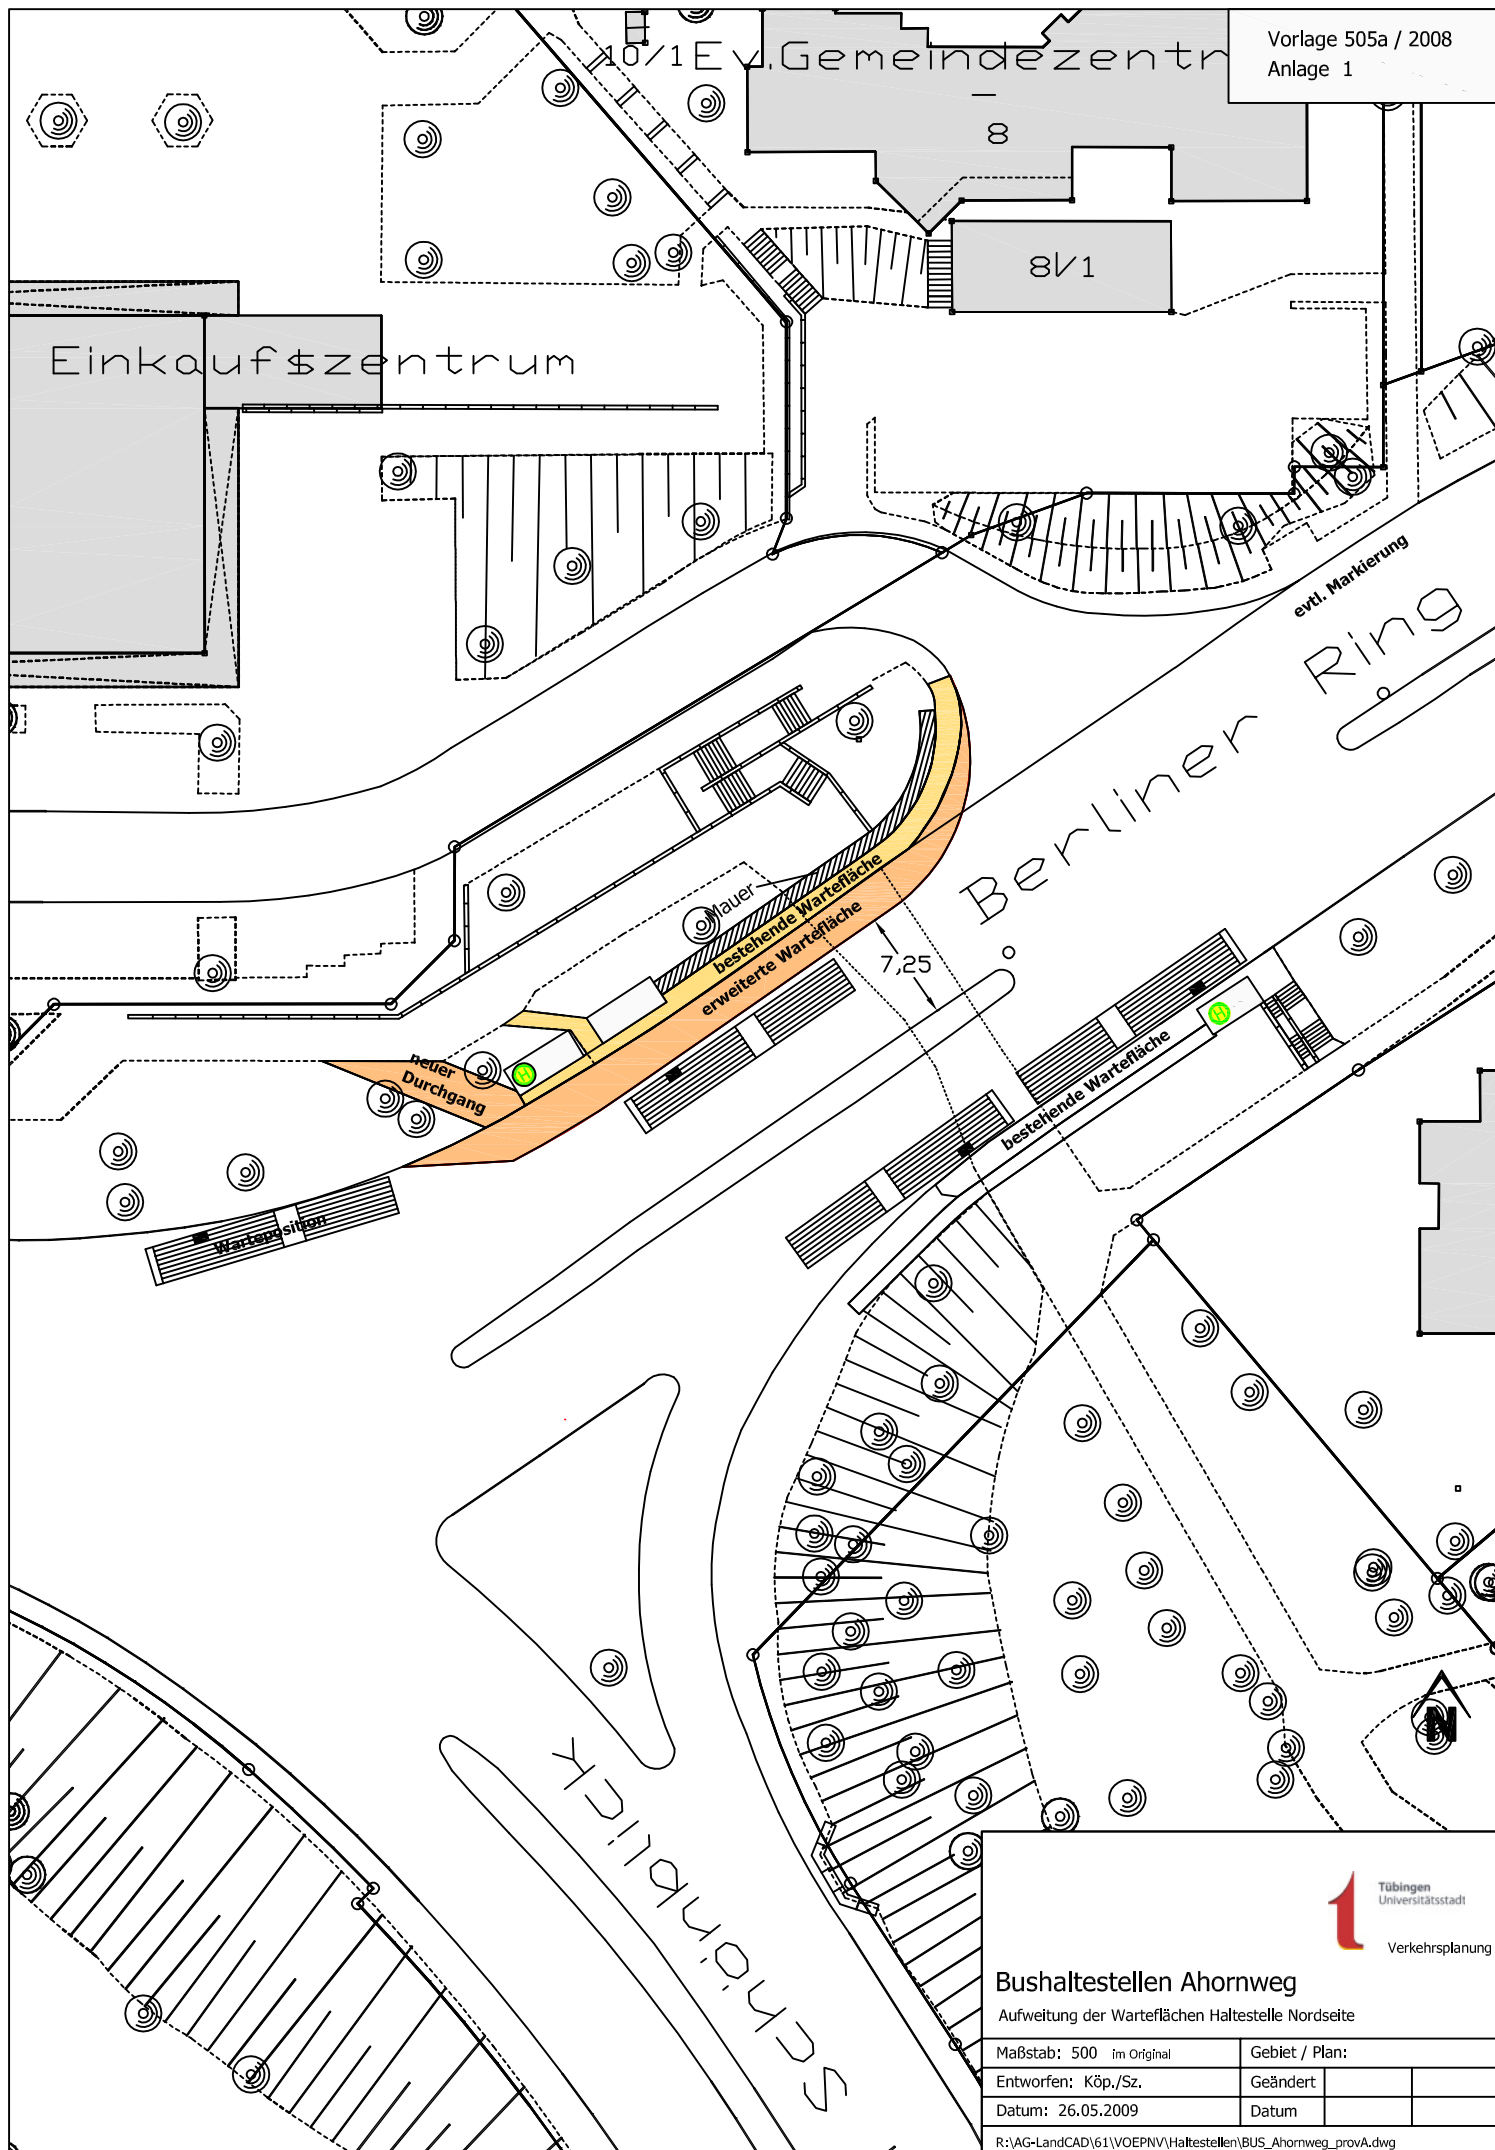 Vorlage 505a / 2008
Anlage 1
10/1 Ev. Gemeindezentr
8
8/1
Einkaufszentrum
evtl. Markierung
Berliner Ring
Mauer
bestehende Wartefläche
erweiterte Wartefläche
7,25
H
neuer
Durchgang
H
bestehende Wartefläche
Warteposition
Schönblick
N
Tübingen
Universitätsstadt
Verkehrsplanung
Bushaltestellen Ahornweg
Aufweitung der Warteflächen Haltestelle Nordseite
Maßstab: 500 im Original
Gebiet / Plan:
Entworfen: Köp./Sz.
Geändert
Datum: 26.05.2009
Datum
R:\AG-LandCAD\61\VOEPNV\Haltestellen\BUS_Ahornweg_provA.dwg